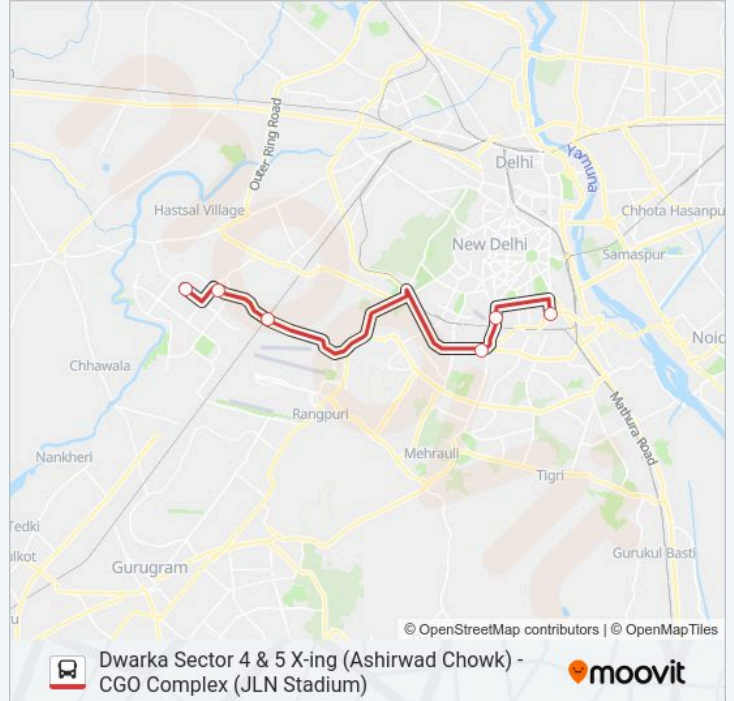 Outer Ring Road
Delhi
Yamuna
Hastsal Village
Chhota Hasanpu
New Delhi
Samaspur
Noid
Chhawala
Rangpuri
Mathura Road
Mehrauli
Nankheri
Tigri
Tedki
ulkot
Gurukul Basti
Gurugram
© OpenStreetMap contributors | © OpenMapTiles
Dwarka Sector 4 & 5 X-ing (Ashirwad Chowk) -
CGO Complex (JLN Stadium)
moovit